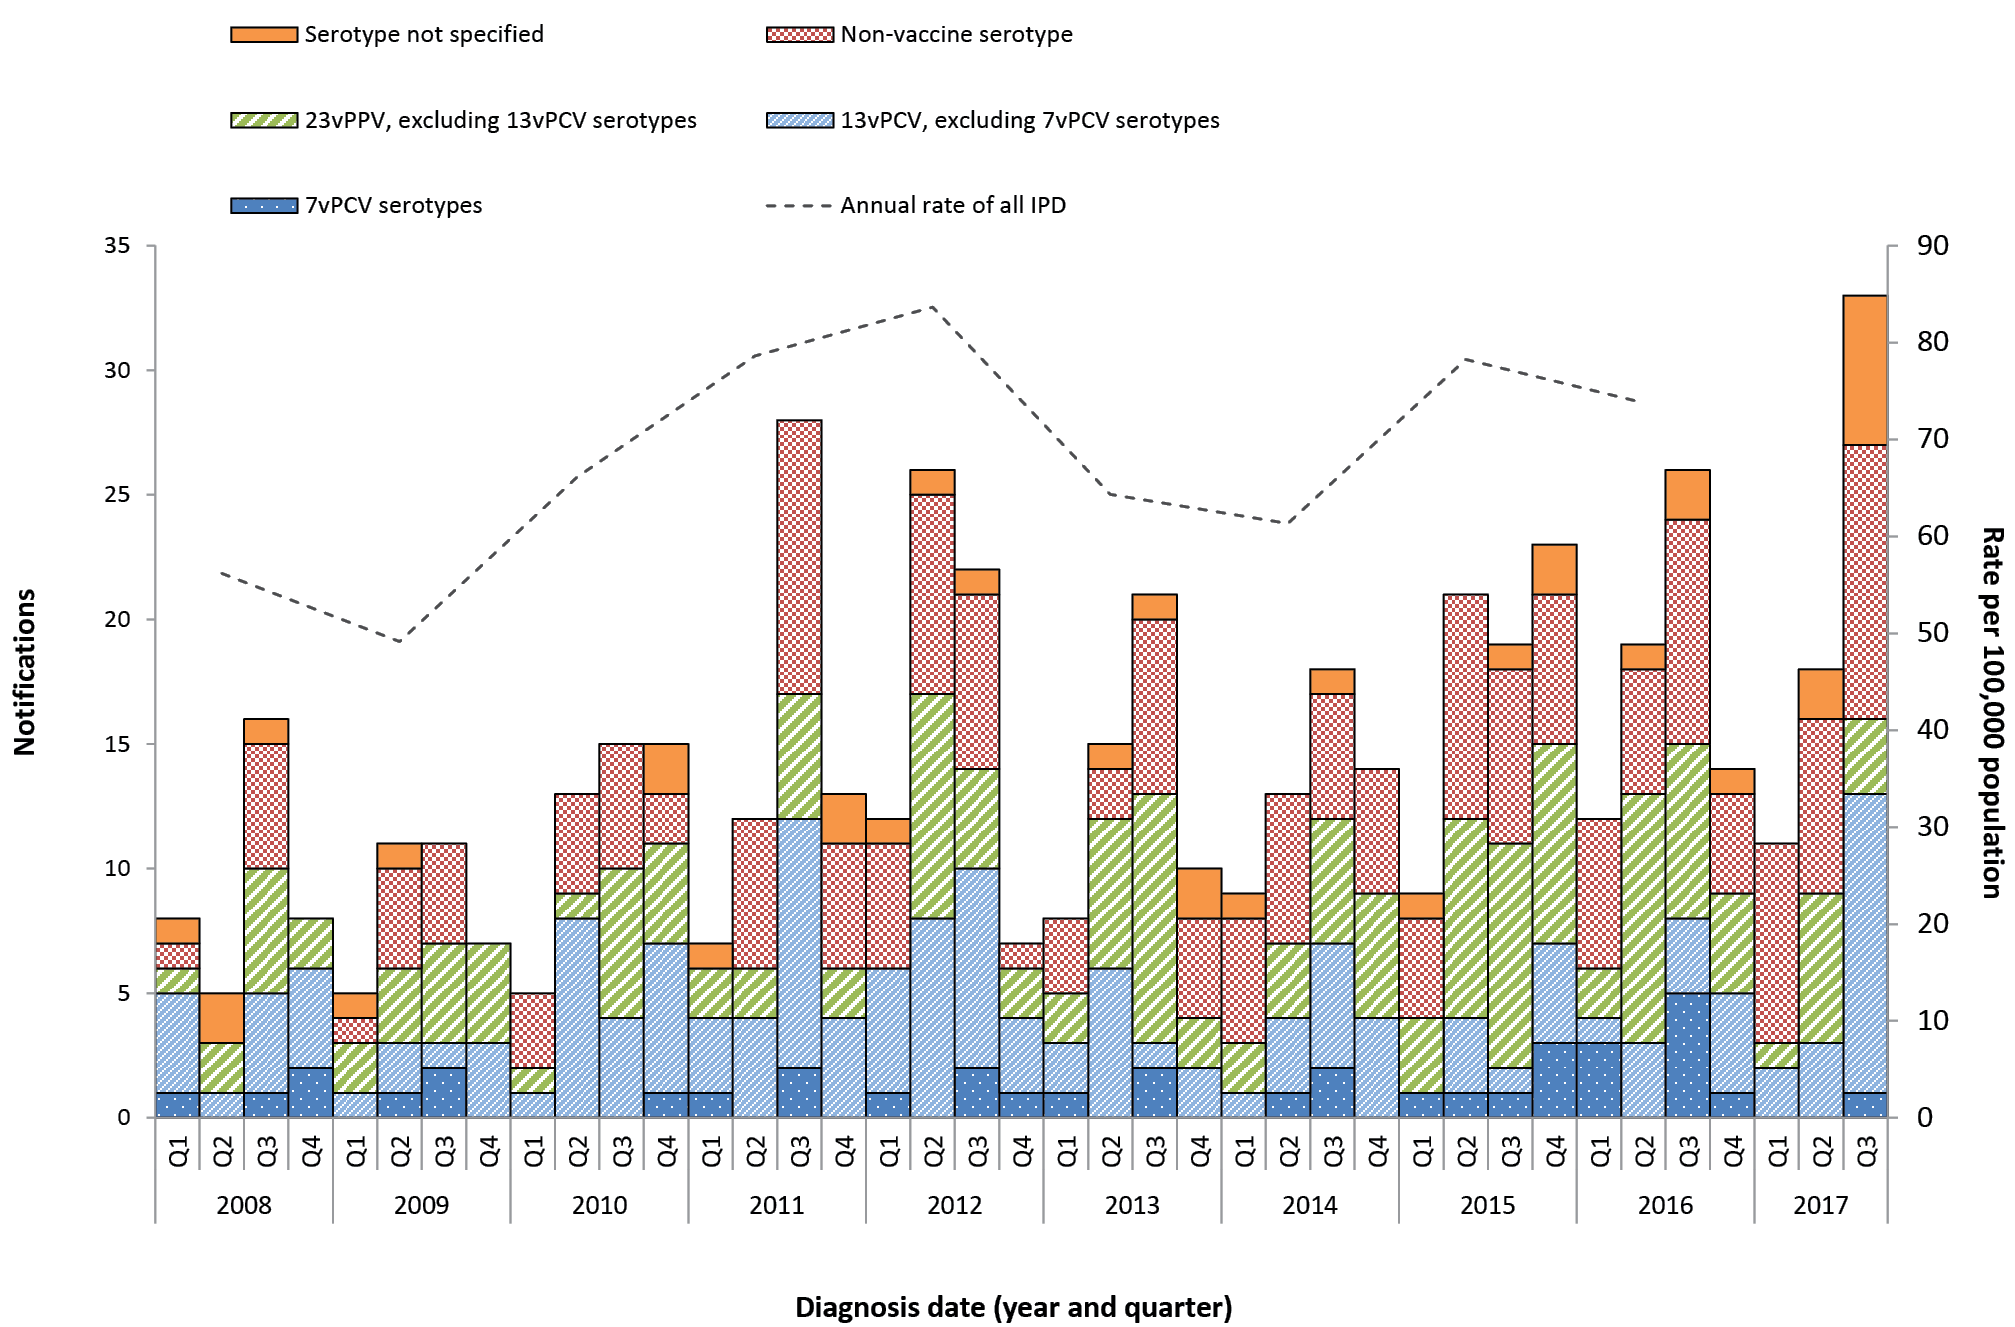 Serotype not specified
Non-vaccine serotype
23vPPV, excluding 13vPCV serotypes
13vPCV, excluding 7vPCV serotypes
7vPCV serotypes
Annual rate of all IPD
35
30
25
20
15
10
5
0
Notifications
90
80
70
60
50
40
30
20
10
0
Rate per 100,000 population
Q1 Q2 Q3 Q4 Q1 Q2 Q3 Q4 Q1 Q2 Q3 Q4 Q1 Q2 Q3 Q4 Q1 Q2 Q3 Q4 Q1 Q2 Q3 Q4 Q1 Q2 Q3 Q4 Q1 Q2 Q3 Q4 Q1 Q2 Q3 Q4 Q1 Q2 Q3
2008 2009 2010 2011 2012 2013 2014 2015 2016 2017
Diagnosis date (year and quarter)